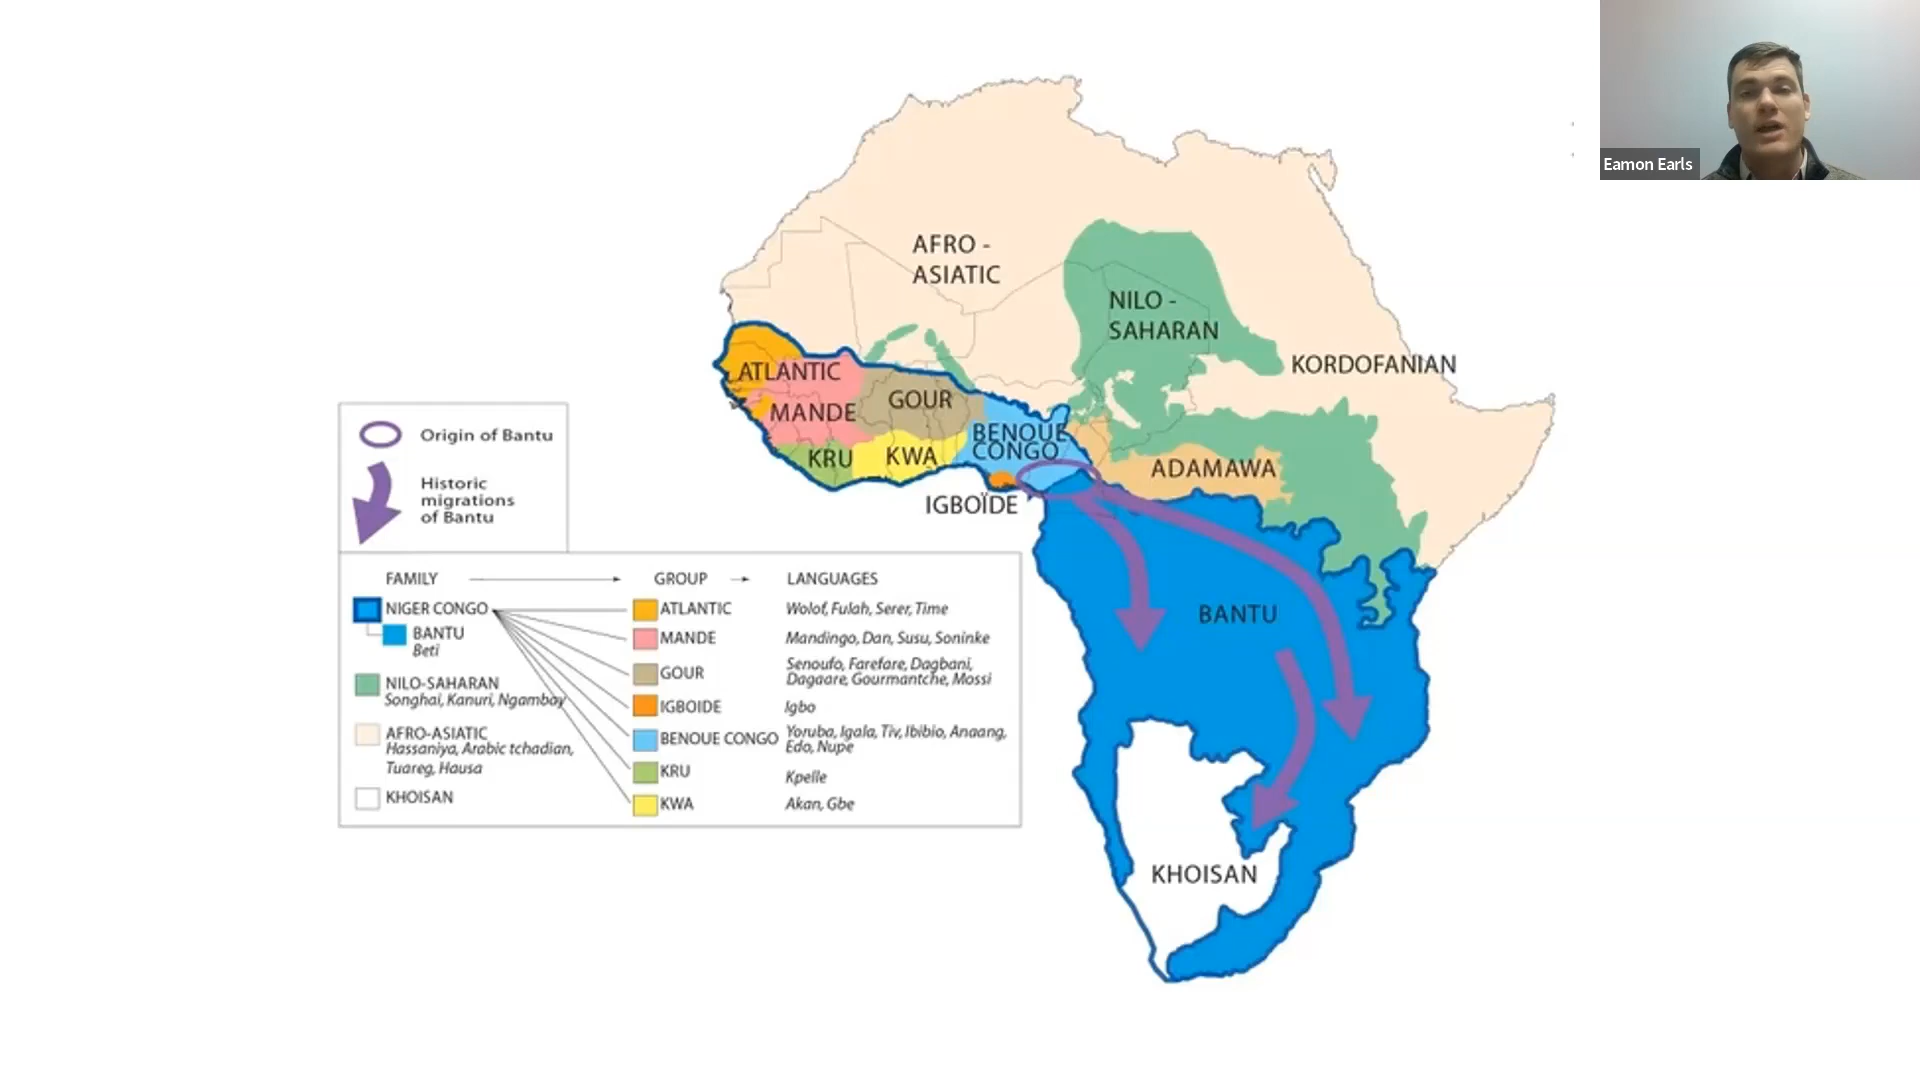 Eamon Earls
AFRO -
ASIATIC
NILO -
SAHARAN
KORDOFANIAN
ATLANTIC
MANDE
GOUR
BENOUE
CONGO
KRU
KWA
IGBOÏDE
ADAMAWA
BANTU
KHOISAN
Origin of Bantu
Historic
migrations
of Bantu
FAMILY
GROUP
LANGUAGES
NIGER CONGO
BANTU
Beti
NILO-SAHARAN
Songhai, Kanuri, Ngambay
AFRO-ASIATIC
Hassaniya, Arabic tchadian,
Tuareg, Hausa
KHOISAN
ATLANTIC
Wolof, Fulah, Serer, Time
MANDE
Mandingo, Dan, Susu, Soninke
GOUR
Senoufo, Farefare, Dagbani,
Dagaare, Gourmantche, Mossi
IGBOIDE
Igbo
BENOUE CONGO
Yoruba, Igala, Tiv, Ibibio, Anaang,
Edo, Nupe
KRU
Kpelle
KWA
Akan, Gbe